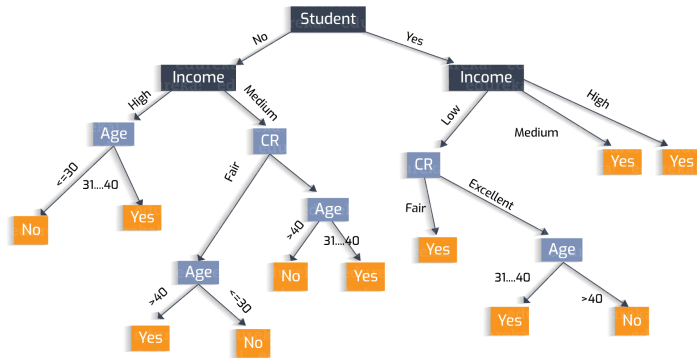 Student
No
Yes
Income
Income
High
Medium
Low
Medium
High
Age
CR
CR
Yes
Yes
<=30
31....40
Fair
Fair
Excellent
No
Yes
Age
Yes
Age
>40
31....40
Age
No
Yes
31....40
>40
>40
<=30
Yes
No
Yes
No